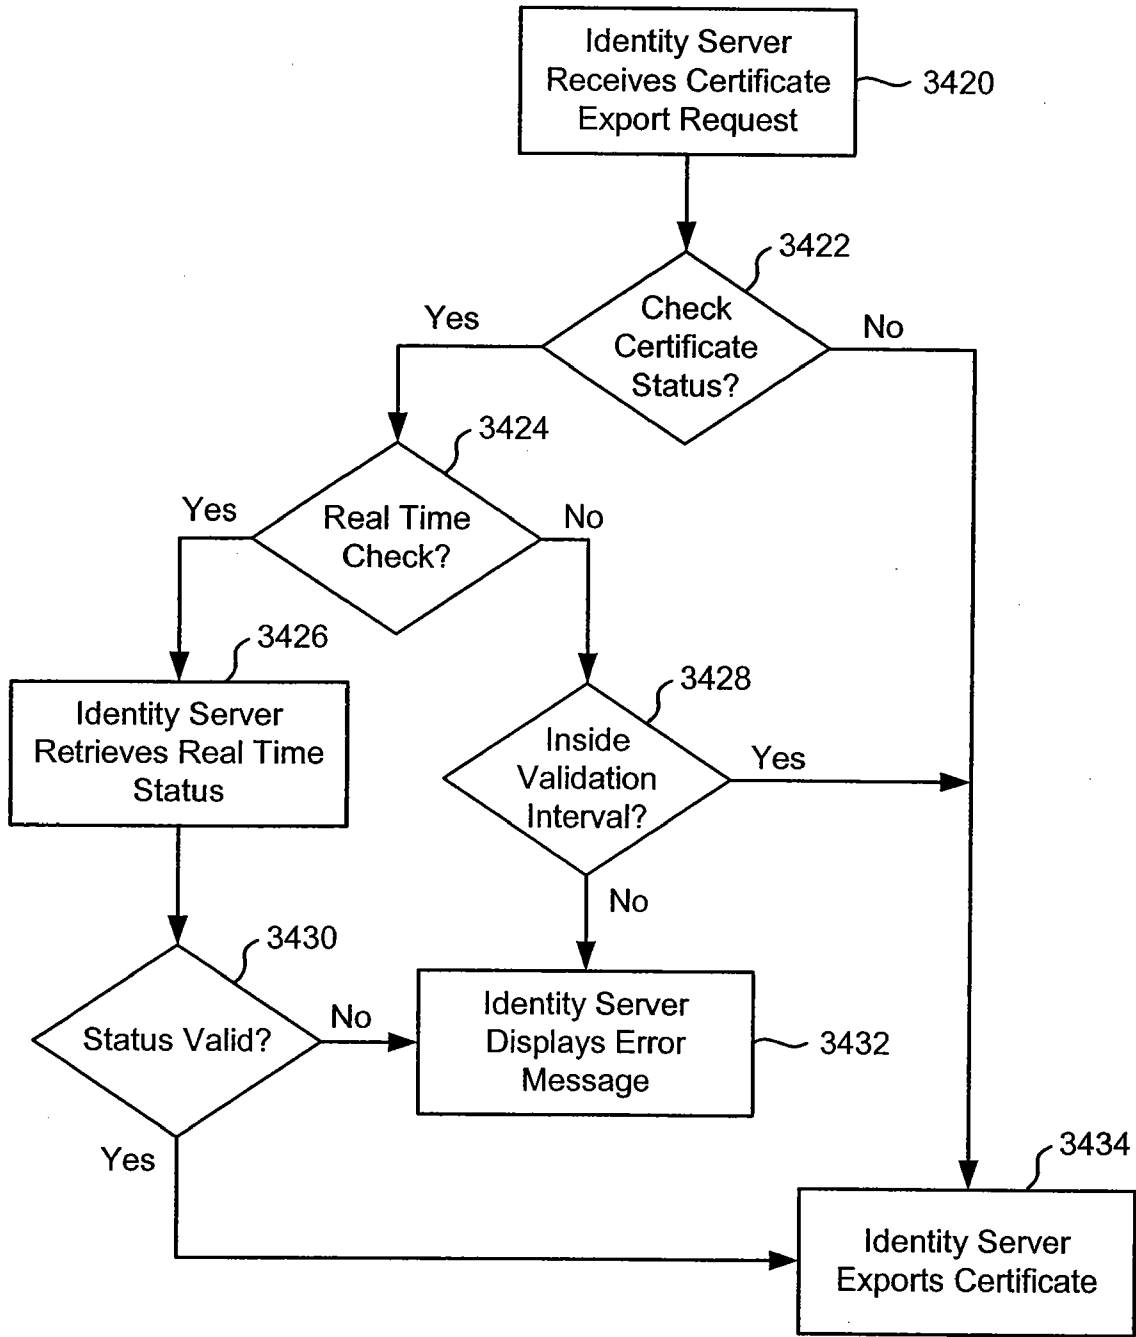 Identity Server
Receives Certificate
Export Request
3420
3422
Check
Certificate
Status?
Yes
No
3424
Real Time
Check?
Yes
No
3426
Identity Server
Retrieves Real Time
Status
3428
Inside
Validation
Interval?
Yes
No
3430
Status Valid?
No
Yes
Identity Server
Displays Error
Message
3432
3434
Identity Server
Exports Certificate